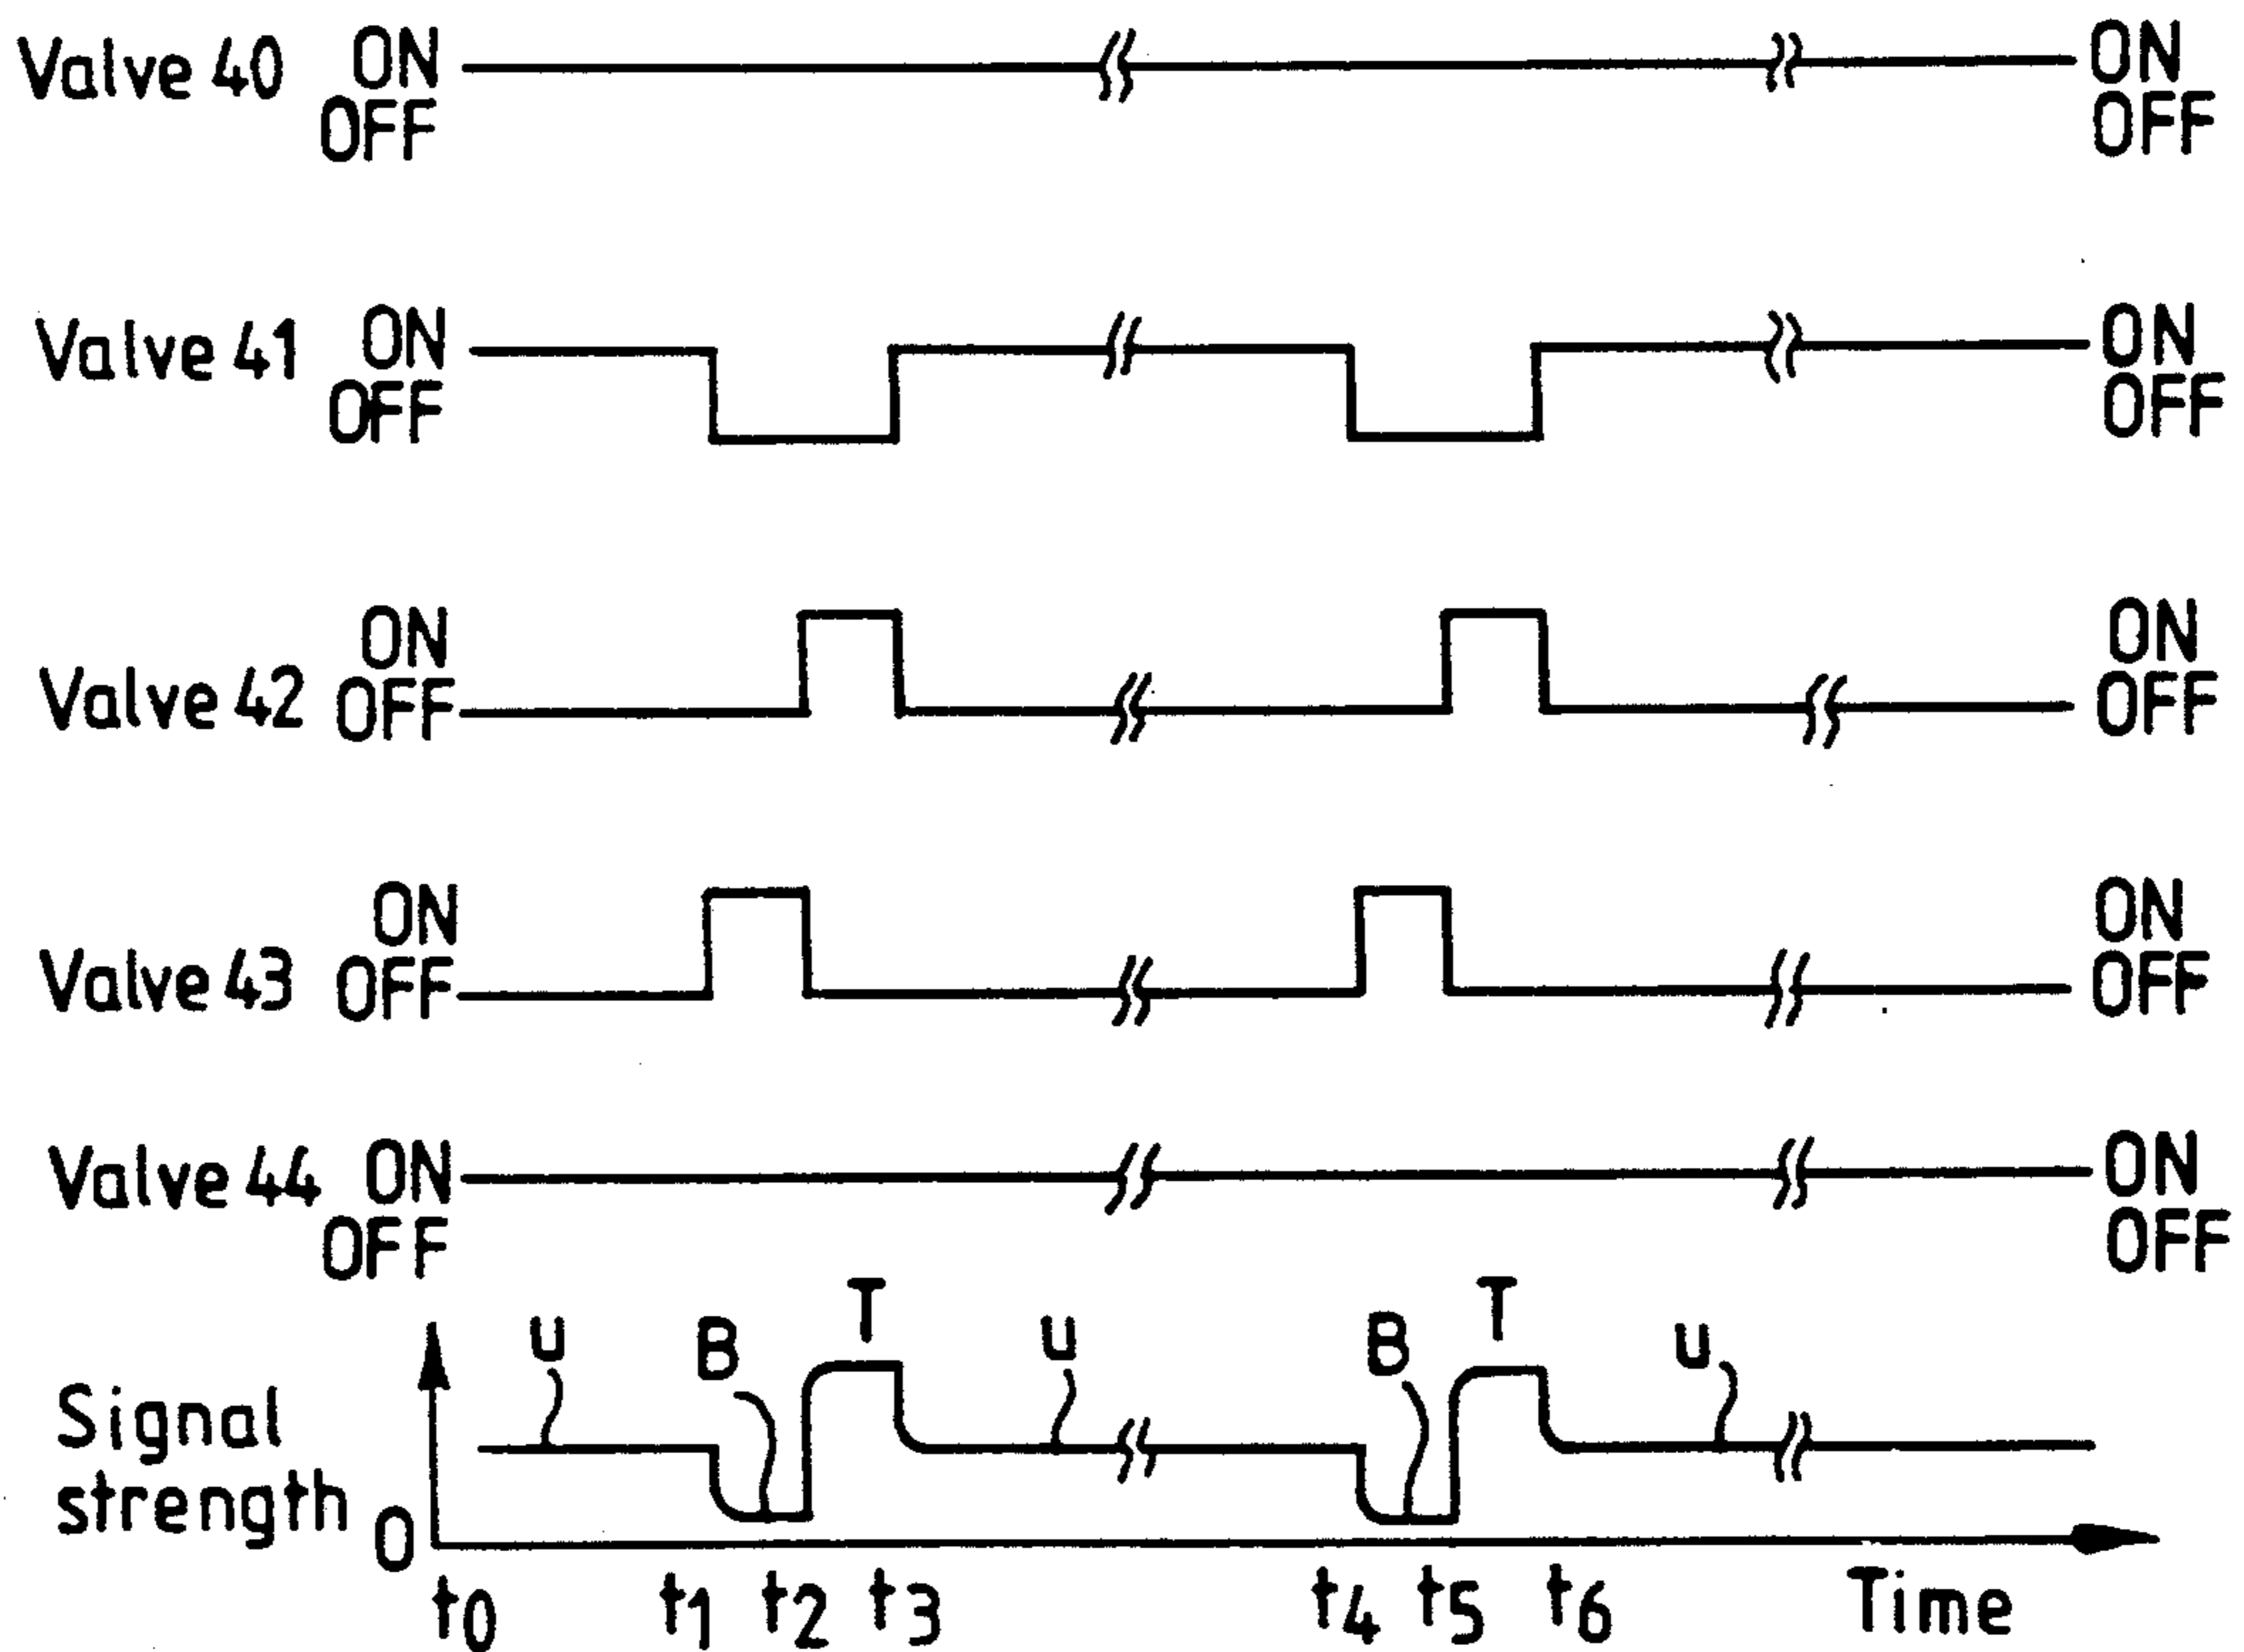 Valve 40 ON ON
OFF OFF
Valve 41 ON ON
OFF OFF
ON ON
Valve 42 OFF OFF
ON ON
Valve 43 OFF OFF
Valve 44 ON ON
OFF OFF
T T
u B u B u
Signal
strength
0
t0 t1 t2 t3 t4 t5 t6 Time